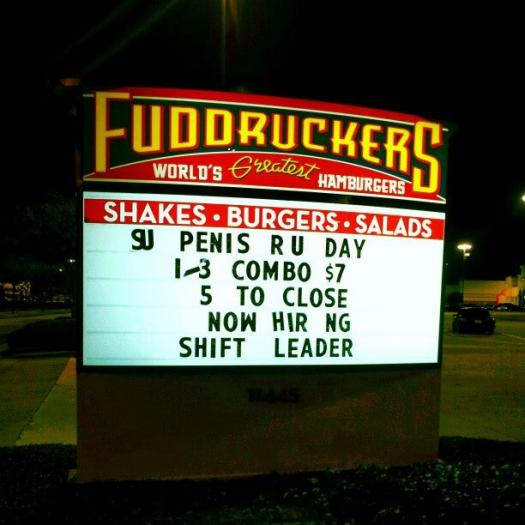 FUDDRUCKERS
WORLD'S Greatest HAMBURGERS
SHAKES • BURGERS • SALADS
SU PENIS R U DAY
1-3 COMBO $7
5 TO CLOSE
NOW HIR NG
SHIFT LEADER
11445